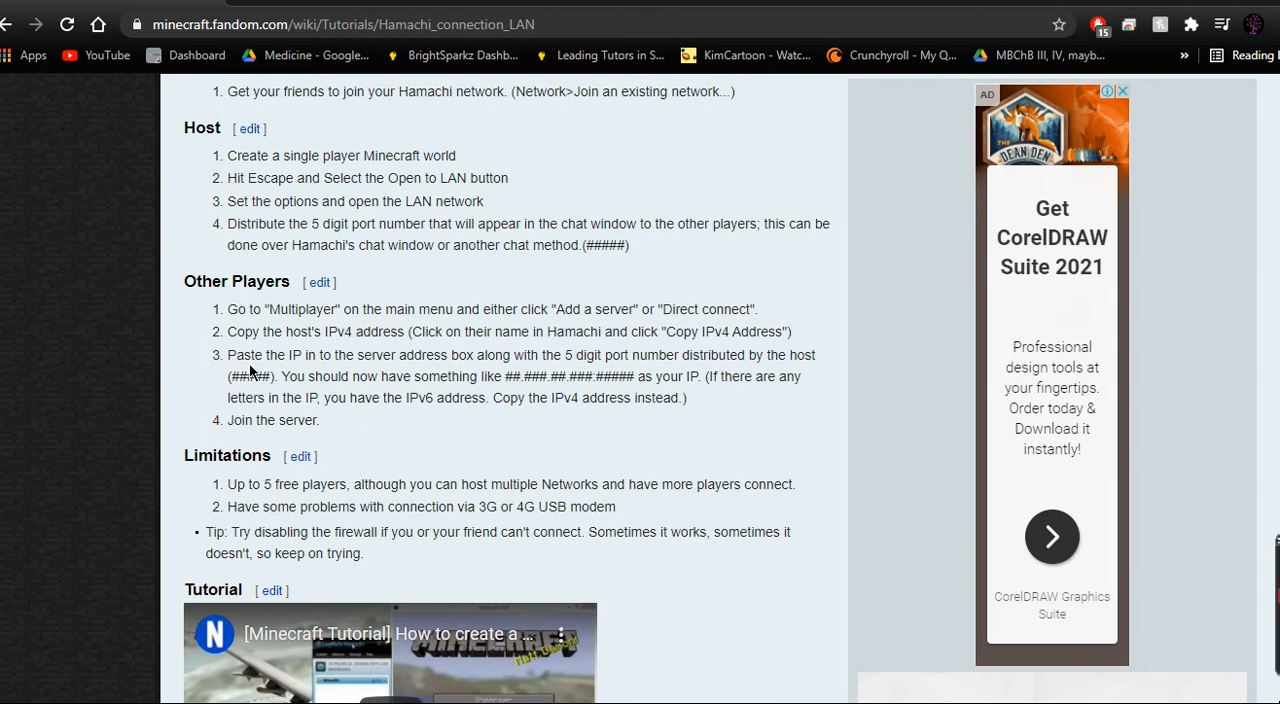 minecraft.fandom.com/wiki/Tutorials/Hamachi_connection_LAN
15
Apps YouTube Dashboard Medicine - Google... BrightSparkz Dashb... Leading Tutors in S... KimCartoon - Watc... Crunchyroll - My Q... MBChB III, IV, mayb... » Reading
1. Get your friends to join your Hamachi network. (Network>Join an existing network...)
Host [ edit ]
1. Create a single player Minecraft world
2. Hit Escape and Select the Open to LAN button
3. Set the options and open the LAN network
4. Distribute the 5 digit port number that will appear in the chat window to the other players; this can be
done over Hamachi's chat window or another chat method.(#####)
Other Players [ edit ]
1. Go to "Multiplayer" on the main menu and either click "Add a server" or "Direct connect".
2. Copy the host's IPv4 address (Click on their name in Hamachi and click "Copy IPv4 Address")
3. Paste the IP in to the server address box along with the 5 digit port number distributed by the host
(#####). You should now have something like ##.###.##.###:##### as your IP. (If there are any
letters in the IP, you have the IPv6 address. Copy the IPv4 address instead.)
4. Join the server.
Limitations [ edit ]
1. Up to 5 free players, although you can host multiple Networks and have more players connect.
2. Have some problems with connection via 3G or 4G USB modem
• Tip: Try disabling the firewall if you or your friend can't connect. Sometimes it works, sometimes it
doesn't, so keep on trying.
Tutorial [ edit ]
N [Minecraft Tutorial] How to create a ...
MINECRAFT
AD
THE
DEAN DEN
Get
CorelDRAW
Suite 2021
Professional
design tools at
your fingertips.
Order today &
Download it
instantly!
CorelDRAW Graphics
Suite